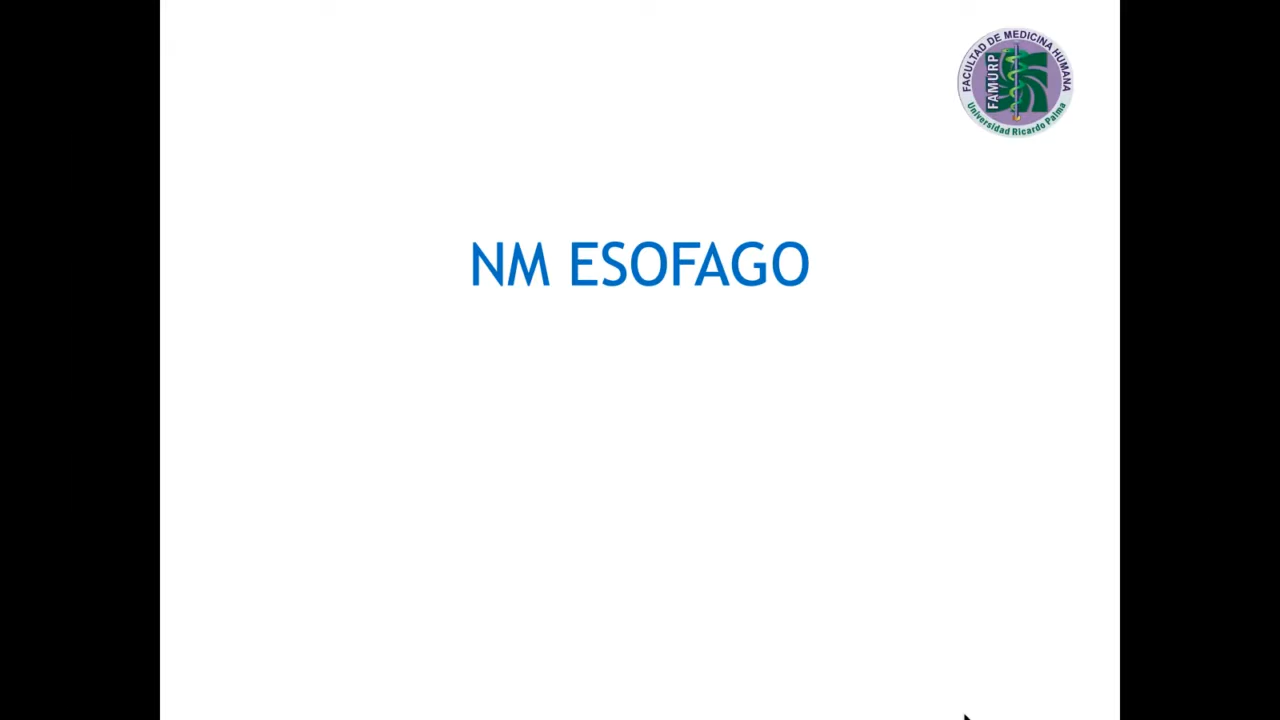 FACULTAD DE MEDICINA HUMANA
FAMURP
Universidad Ricardo Palma
NM ESOFAGO